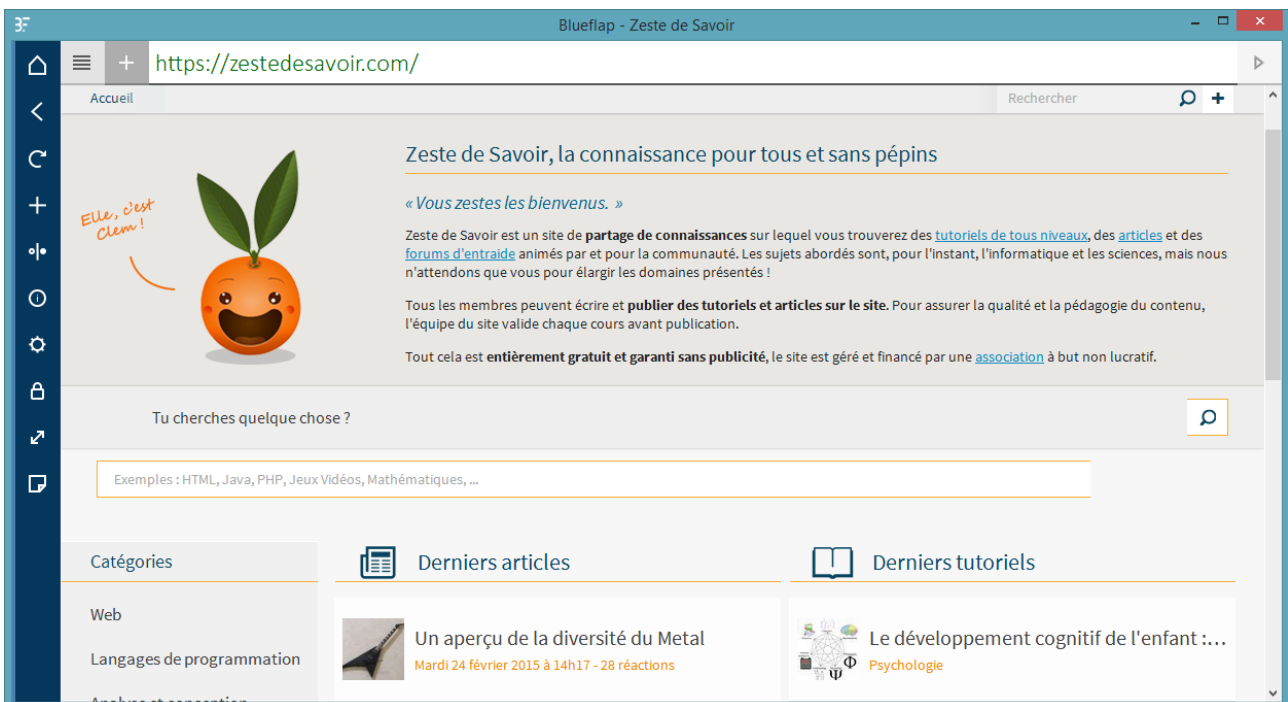 Blueflap - Zeste de Savoir
https://zestedesavoir.com/
Accueil
Rechercher
Elle, c'est
Clem !
Zeste de Savoir, la connaissance pour tous et sans pépins
« Vous zestes les bienvenus. »
Zeste de Savoir est un site de partage de connaissances sur lequel vous trouverez des tutoriels de tous niveaux, des articles et des
forums d'entraide animés par et pour la communauté. Les sujets abordés sont, pour l'instant, l'informatique et les sciences, mais nous
n'attendons que vous pour élargir les domaines présentés !
Tous les membres peuvent écrire et publier des tutoriels et articles sur le site. Pour assurer la qualité et la pédagogie du contenu,
l'équipe du site valide chaque cours avant publication.
Tout cela est entièrement gratuit et garanti sans publicité, le site est géré et financé par une association à but non lucratif.
Tu cherches quelque chose ?
Exemples : HTML, Java, PHP, Jeux Vidéos, Mathématiques, ...
Catégories
Web
Langages de programmation
Derniers articles
Un aperçu de la diversité du Metal
Mardi 24 février 2015 à 14h17 - 28 réactions
Derniers tutoriels
Le développement cognitif de l'enfant :...
Psychologie